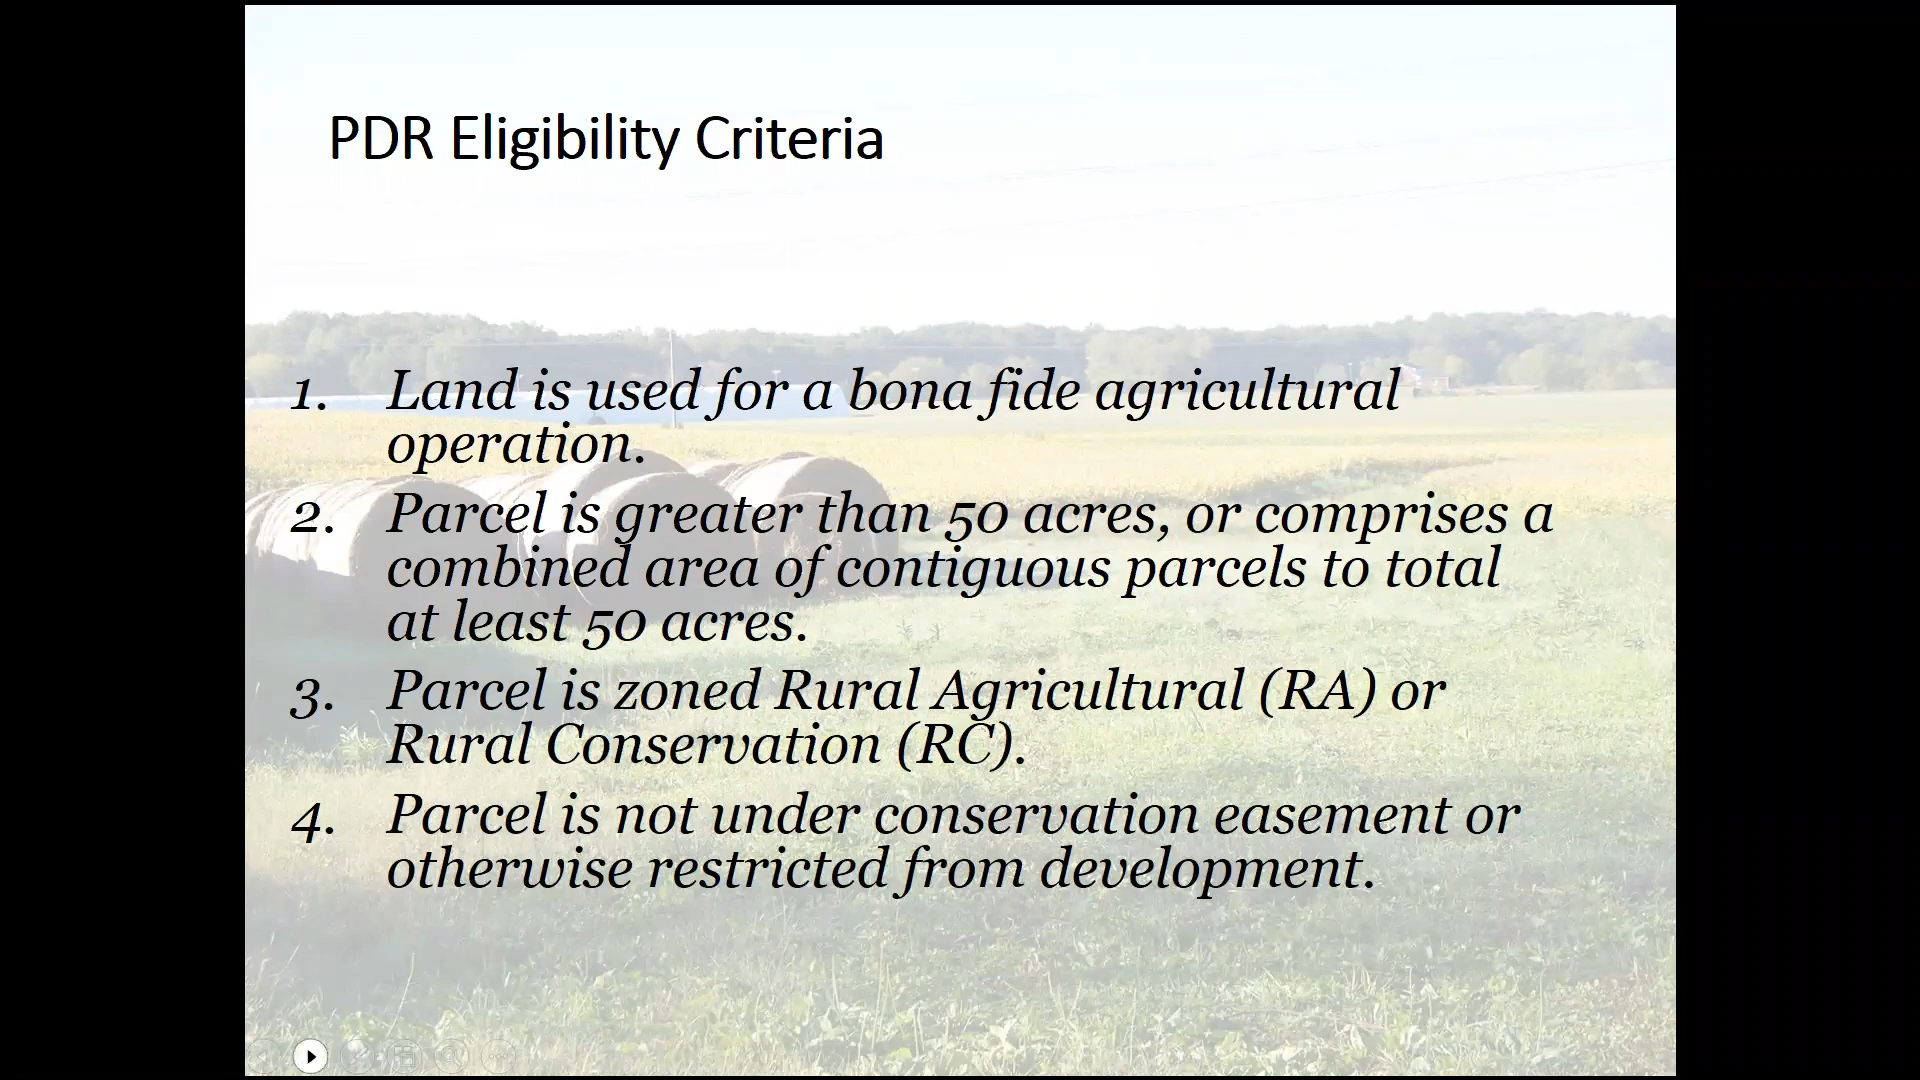 PDR Eligibility Criteria
1. Land is used for a bona fide agricultural
operation.
2. Parcel is greater than 50 acres, or comprises a
combined area of contiguous parcels to total
at least 50 acres.
3. Parcel is zoned Rural Agricultural (RA) or
Rural Conservation (RC).
4. Parcel is not under conservation easement or
otherwise restricted from development.